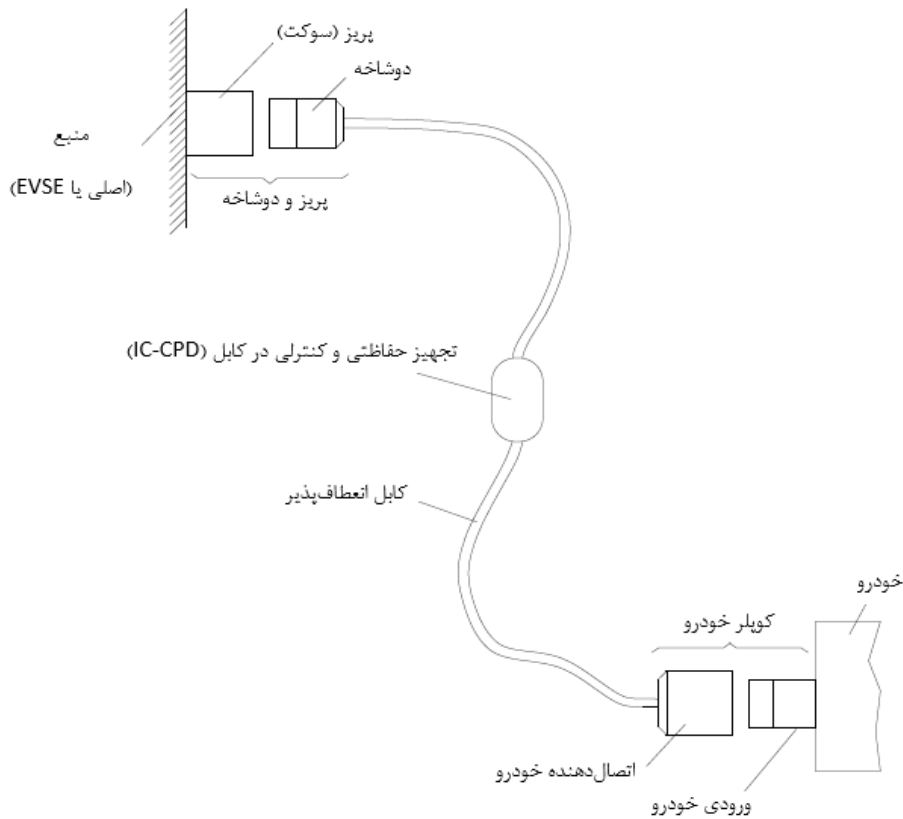 پریز (سوکت)
دوشاخه
منبع
(اصلی یا EVSE)
پریز و دوشاخه
تجهیز حفاظتی و کنترلی در کابل (IC-CPD)
کابل انعطاف‌پذیر
خودرو
کوپلر خودرو
اتصال‌دهنده خودرو
ورودی خودرو